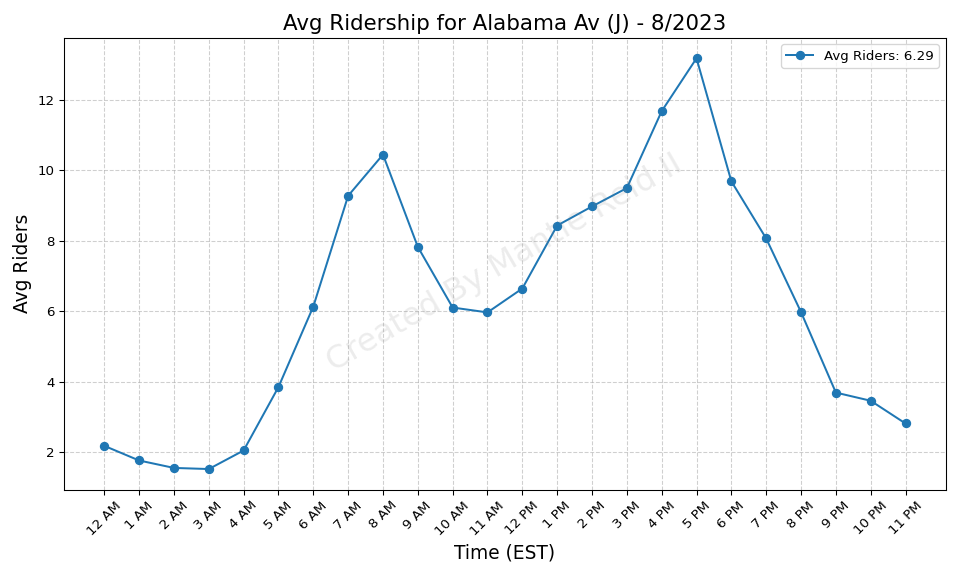 Avg Ridership for Alabama Av (J) - 8/2023
Avg Riders: 6.29
Avg Riders
12
10
8
6
4
2
Created By Mantie Reid II
12 AM
1 AM
2 AM
3 AM
4 AM
5 AM
6 AM
7 AM
8 AM
9 AM
10 AM
11 AM
12 PM
1 PM
2 PM
3 PM
4 PM
5 PM
6 PM
7 PM
8 PM
9 PM
10 PM
11 PM
Time (EST)